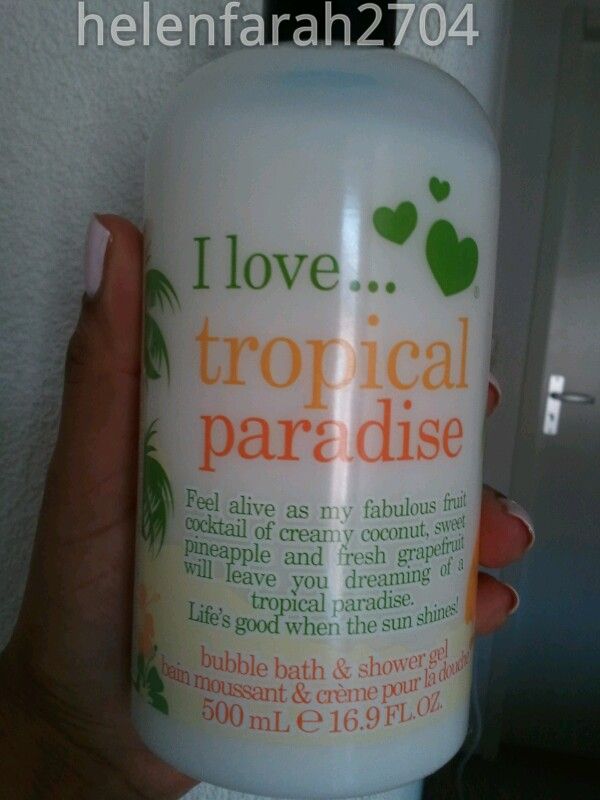 helenfarah2704
I love...
tropical
paradise
Feel alive as my fabulous fruit
cocktail of creamy coconut, sweet
pineapple and fresh grapefruit
will leave you dreaming of a
tropical paradise.
Life's good when the sun shines!
bubble bath & shower gel
bain moussant & crème pour la douche
500 mL ℮ 16.9 FL.OZ.